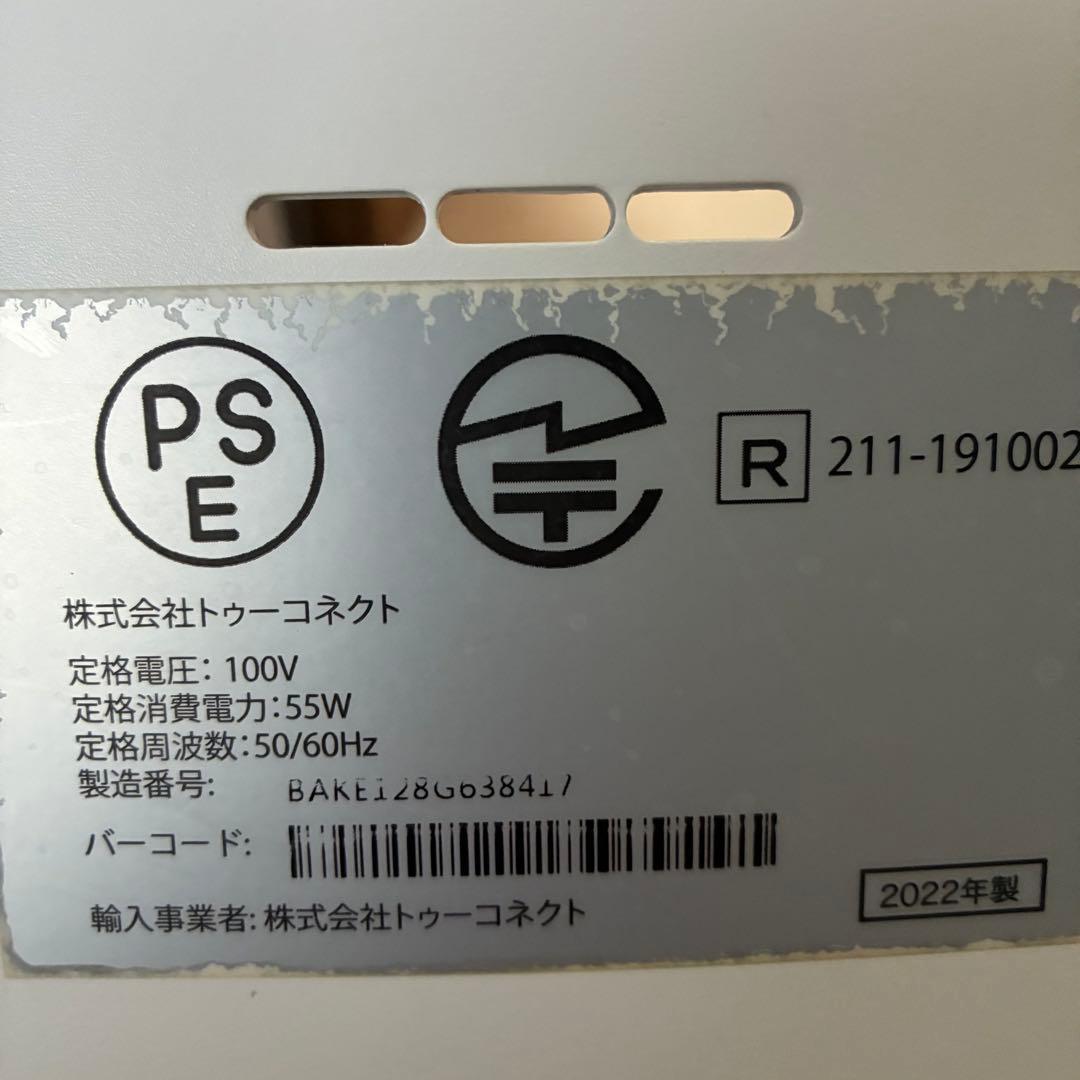 PS
E
R 211-191002
株式会社トゥーコネクト
定格電圧: 100V
定格消費電力:55W
定格周波数:50/60Hz
製造番号: BAKE128G638417
バーコード:
輸入事業者: 株式会社トゥーコネクト
2022年製